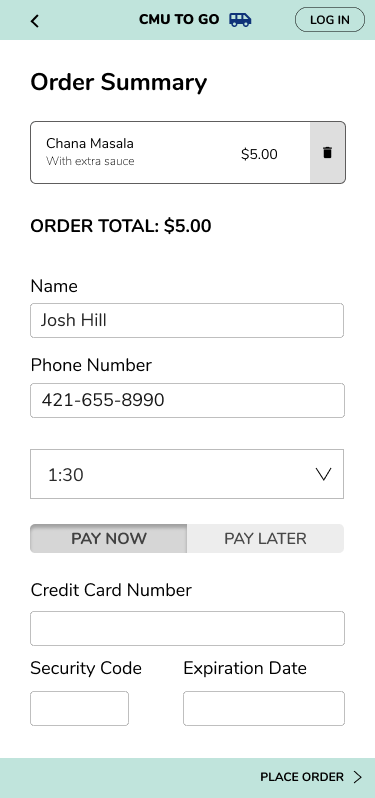 CMU TO GO
LOG IN
Order Summary
Chana Masala
With extra sauce
$5.00
ORDER TOTAL: $5.00
Name
Josh Hill
Phone Number
421-655-8990
1:30
PAY NOW PAY LATER
Credit Card Number
Security Code Expiration Date
PLACE ORDER